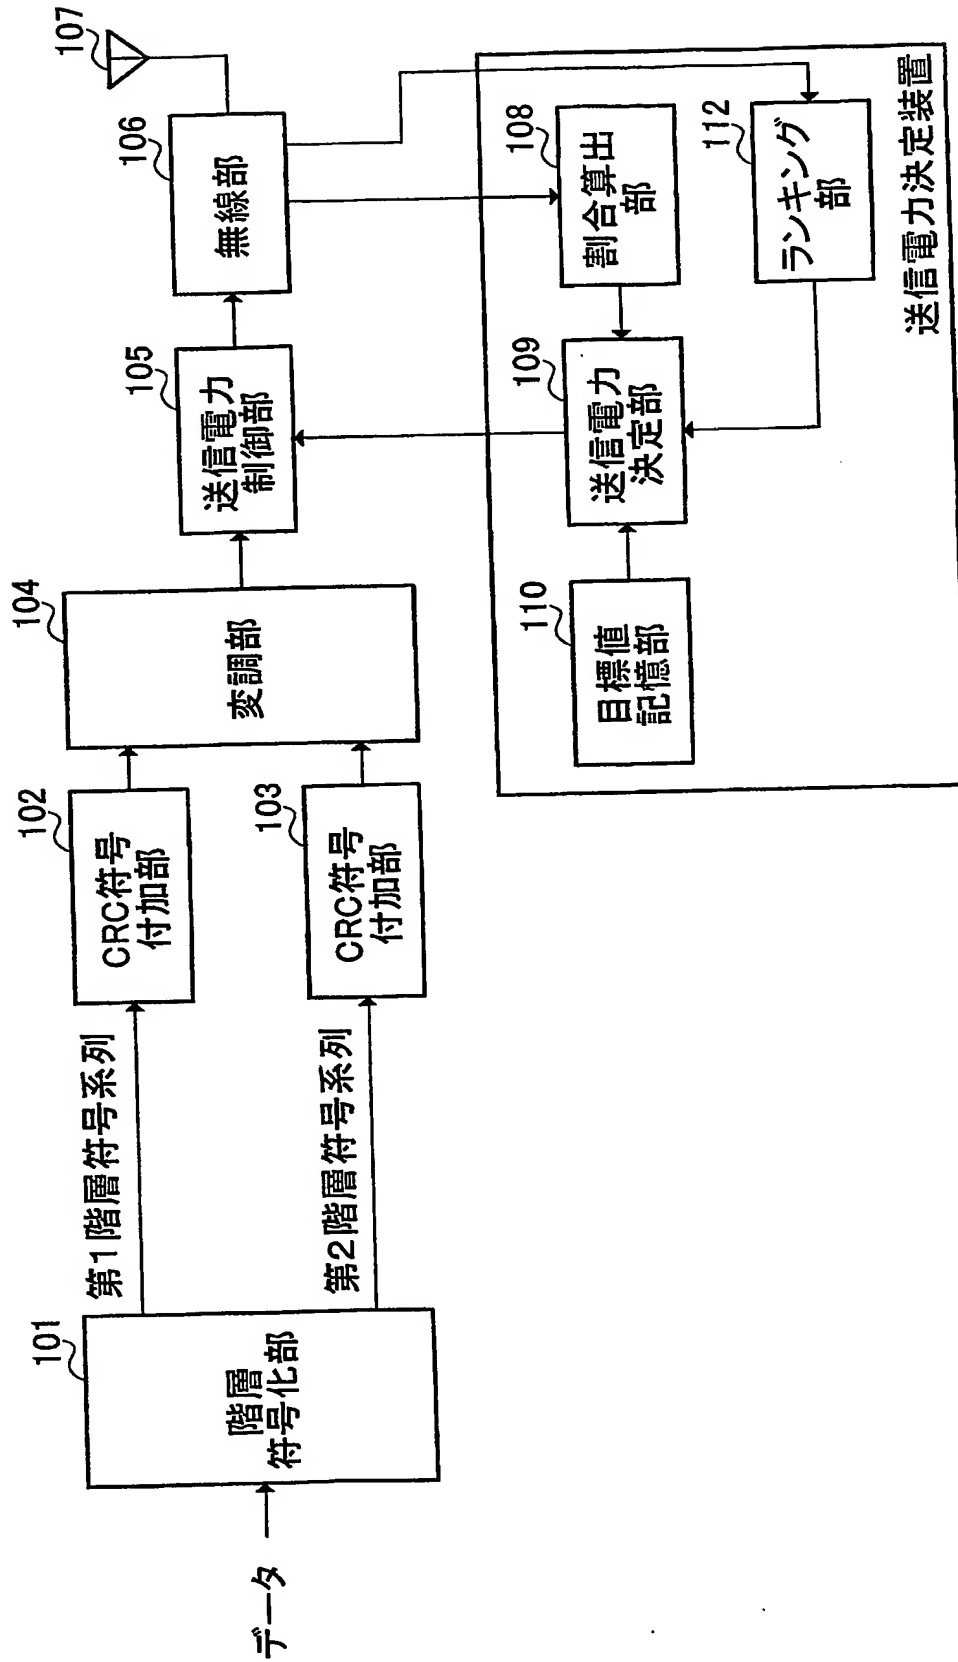 データ
101
階層
符号化部
第1階層符号系列
第2階層符号系列
102
CRC符号
付加部
103
CRC符号
付加部
104
変調部
105
送信電力
制御部
106
無線部
107
108
割合算出
部
109
送信電力
決定部
110
目標値
記憶部
112
ランキング
部
送信電力決定装置